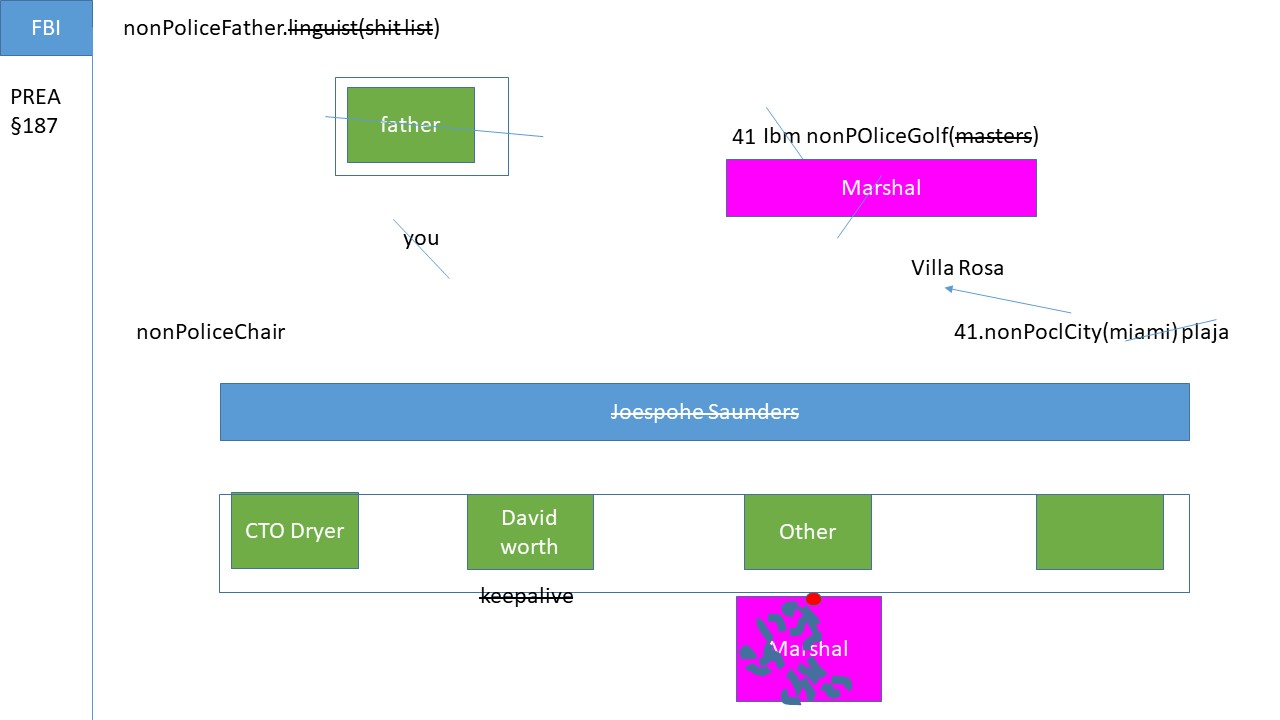 FBI
nonPoliceFather.linguist(shit list)
PREA
§187
father
41 Ibm nonPOliceGolf(masters)
Marshal
you
Villa Rosa
nonPoliceChair
41.nonPoclCity(miami) plaja
Joespohe Saunders
CTO Dryer
David
worth
Other
keepalive
Marshal